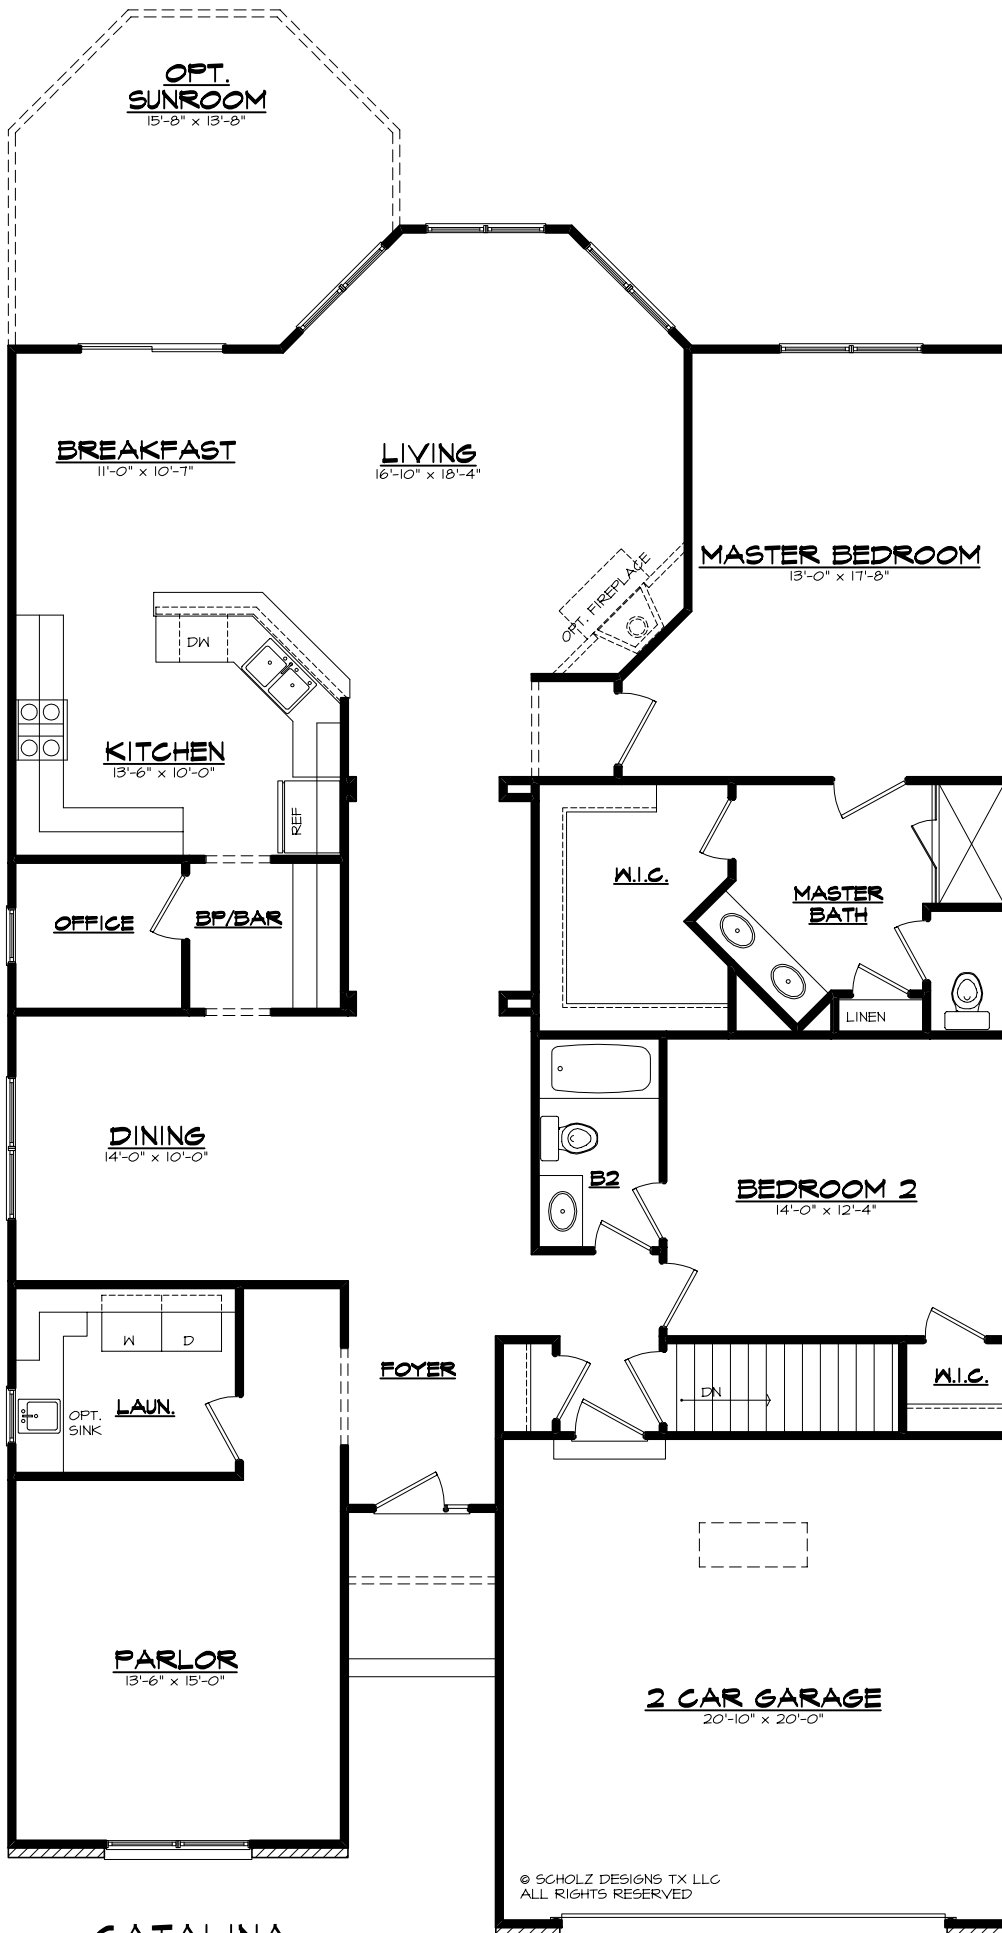 OPT.
SUNROOM
15'-8" x 13'-8"
BREAKFAST
11'-0" x 10'-7"
LIVING
16'-10" x 18'-4"
MASTER BEDROOM
13'-0" x 17'-8"
OPT. FIREPLACE
DW
KITCHEN
13'-6" x 10'-0"
REF
OFFICE
BP/BAR
W.I.C.
MASTER
BATH
LINEN
DINING
14'-0" x 10'-0"
B2
BEDROOM 2
14'-0" x 12'-4"
W
D
LAUN.
OPT.
SINK
FOYER
DN
W.I.C.
PARLOR
13'-6" x 15'-0"
2 CAR GARAGE
20'-10" x 20'-0"
© SCHOLZ DESIGNS TX LLC
ALL RIGHTS RESERVED
CATALINA